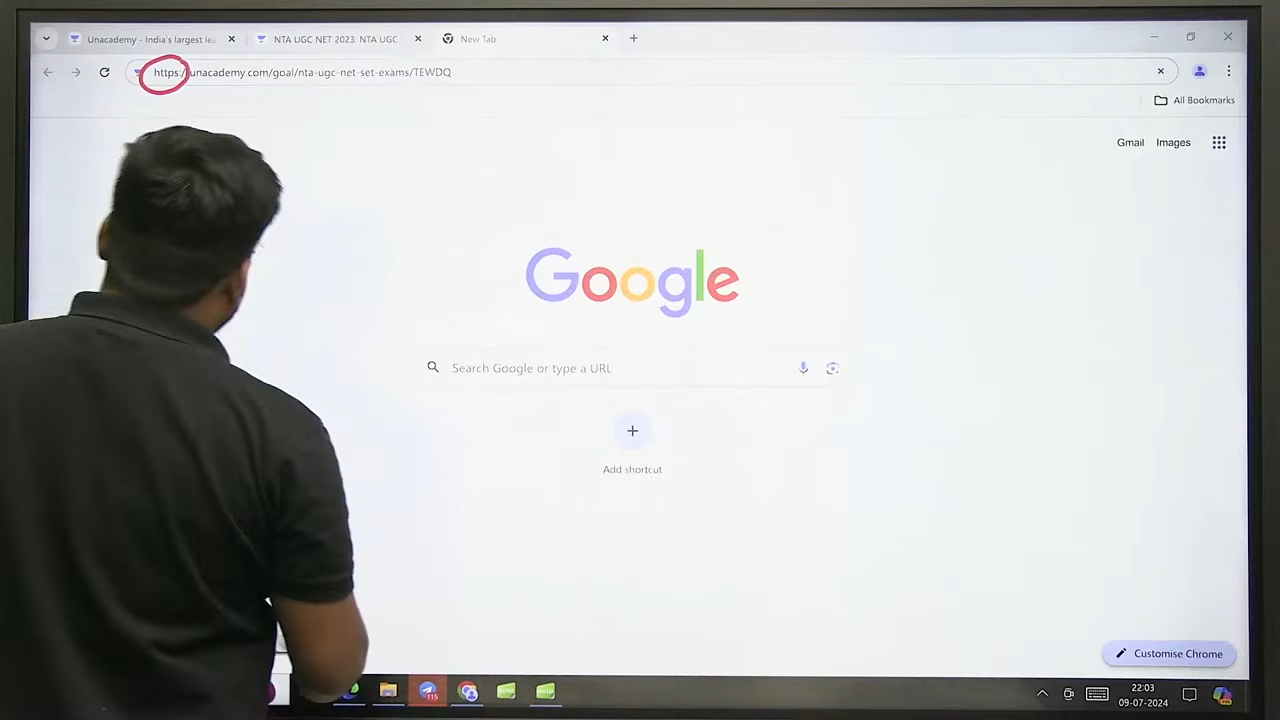 Unacademy - India's largest lea
NTA UGC NET 2023: NTA UGC
New Tab
https://unacademy.com/goal/nta-ugc-net-set-exams/TEWDQ
All Bookmarks
Gmail Images
Google
Search Google or type a URL
Add shortcut
Customise Chrome
115
22:03
09-07-2024